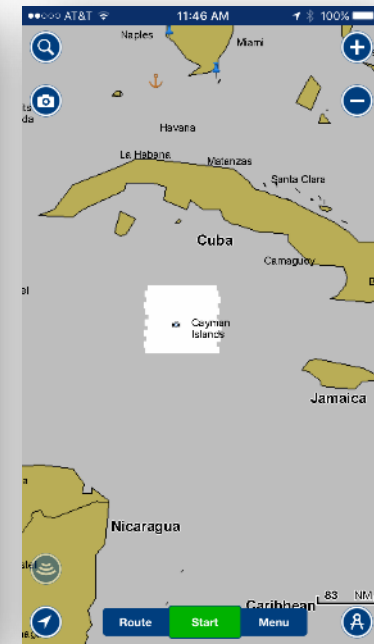 AT&T
11:46 AM
100%
Naples
Miami
Havana
La Habana
Matanzas
Santa Clara
Cuba
Camaguey
Cayman
Islands
Jamaica
Nicaragua
83 NM
Caribbean
Route
Start
Menu